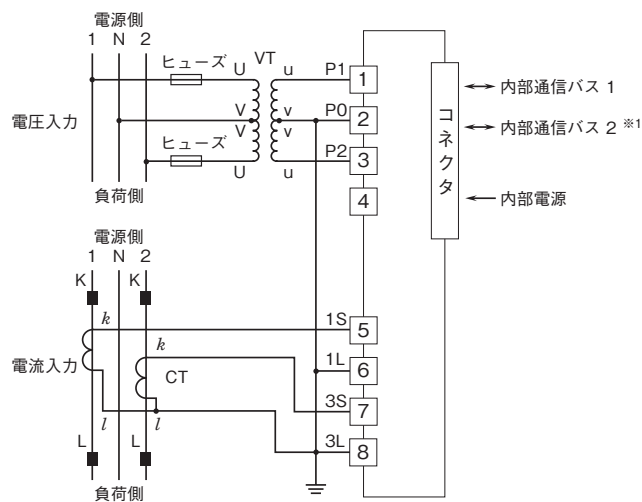 電源側
1 N 2
ヒューズ
VT
U
u
P1
1
コネクタ
内部通信バス 1
電圧入力
V
v
P0
2
内部通信バス 2 ※1
V
v
ヒューズ
U
u
P2
3
4
内部電源
負荷側
電源側
1 N 2
K
K
k
1S
5
電流入力
k
1L
6
CT
3S
7
l
l
L
L
3L
8
負荷側